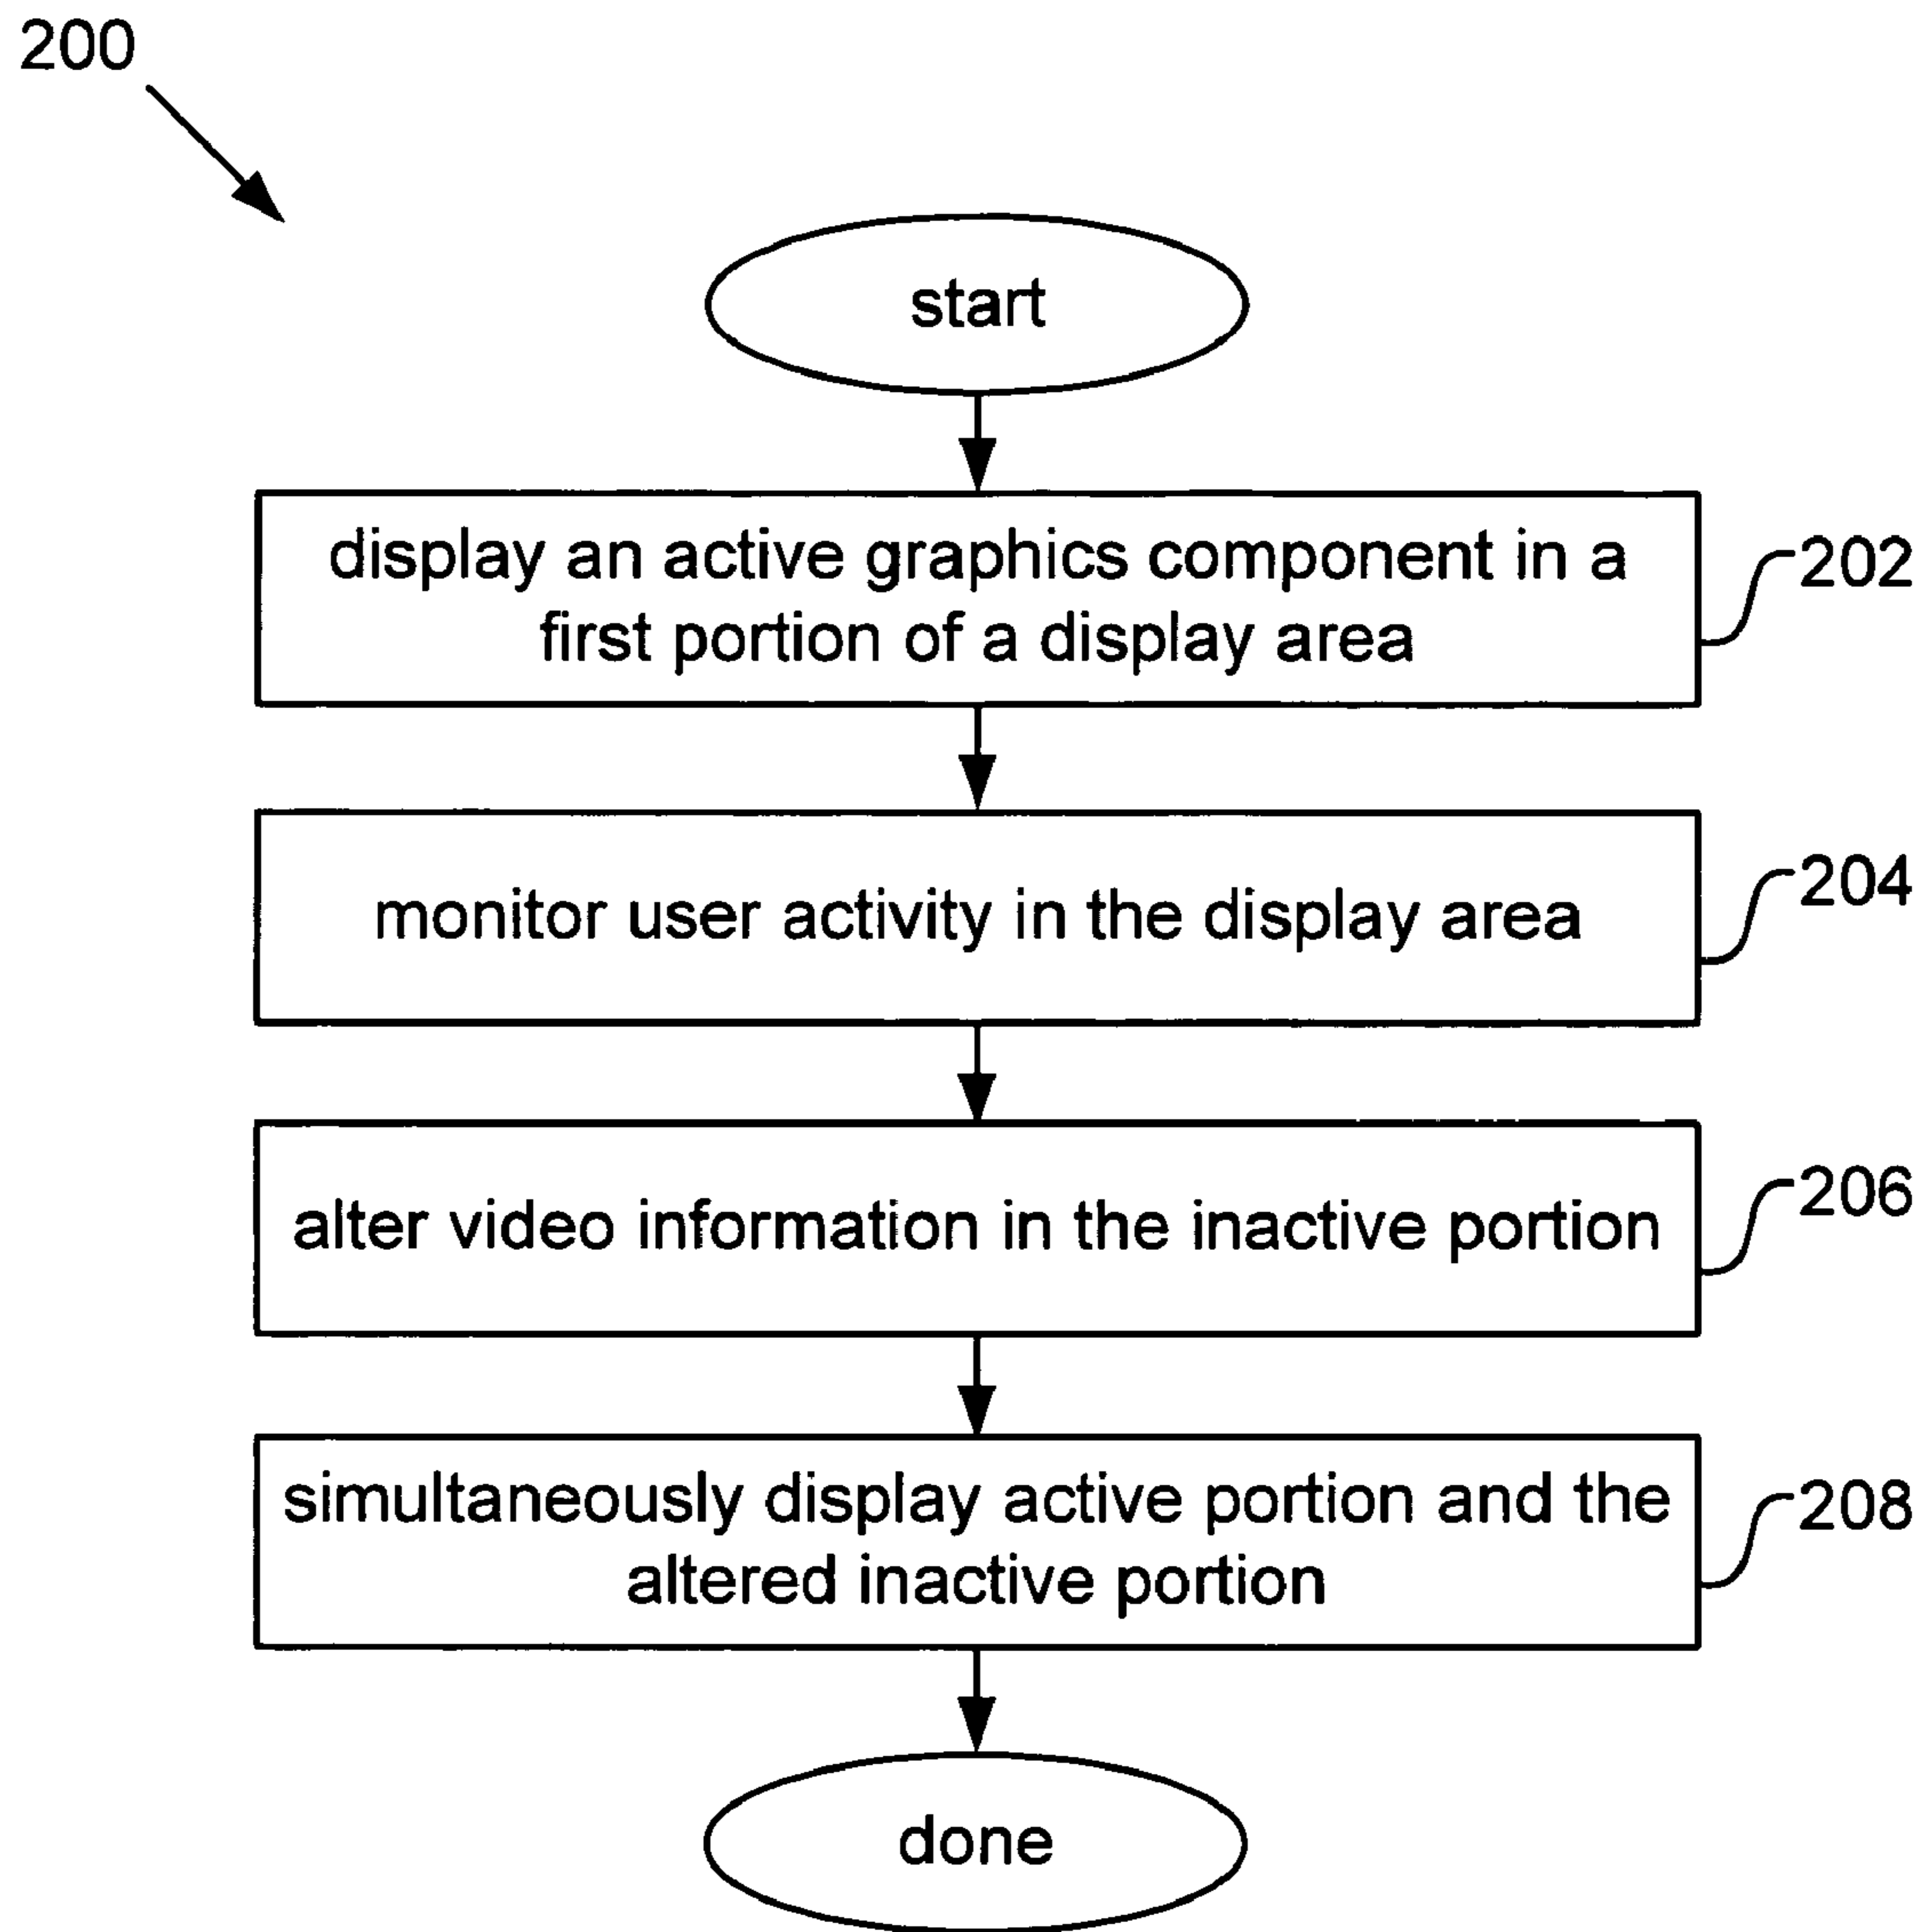 200
start
display an active graphics component in a
first portion of a display area
202
monitor user activity in the display area
204
alter video information in the inactive portion
206
simultaneously display active portion and the
altered inactive portion
208
done